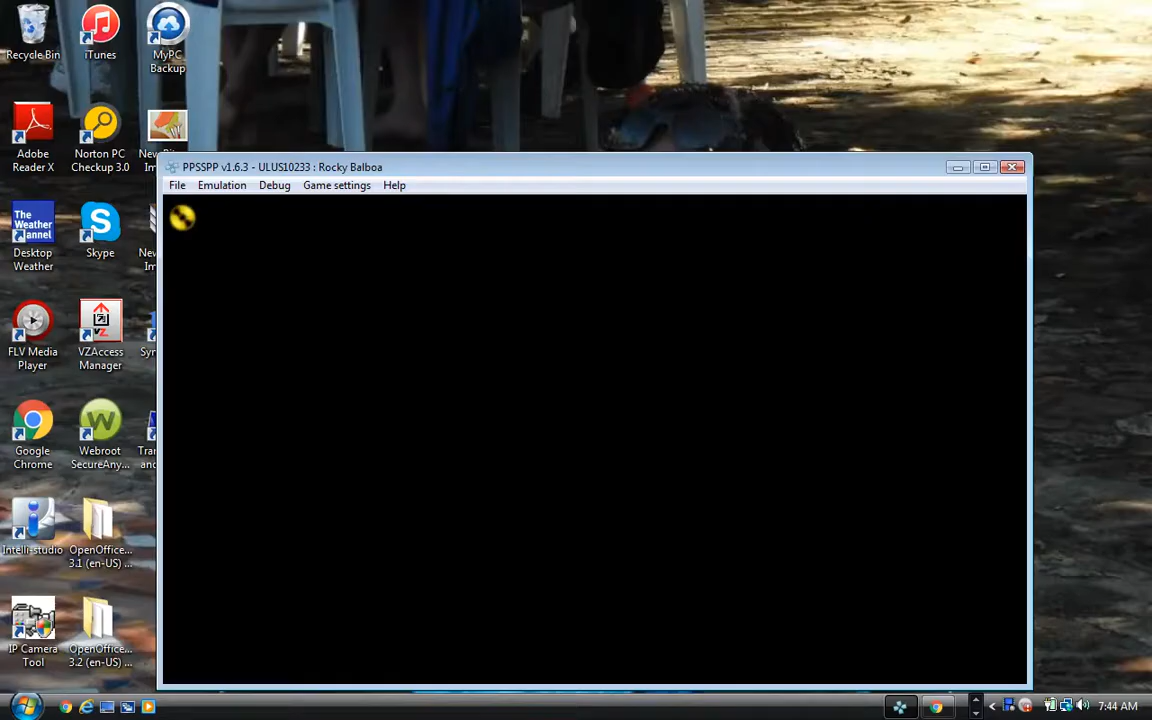 Recycle Bin
iTunes
MyPC
Backup
Adobe
Reader X
Norton PC
Checkup 3.0
Im
PPSSPP v1.6.3 - ULUS10233 : Rocky Balboa
File Emulation Debug Game settings Help
The
Weather
Channel
Desktop
Weather
Skype
FLV Media
Player
VZAccess
Manager
Google
Chrome
Webroot
SecureAny...
Intelli-studio
OpenOffice...
3.1 (en-US) ...
IP Camera
Tool
OpenOffice...
3.2 (en-US) ...
7:44 AM